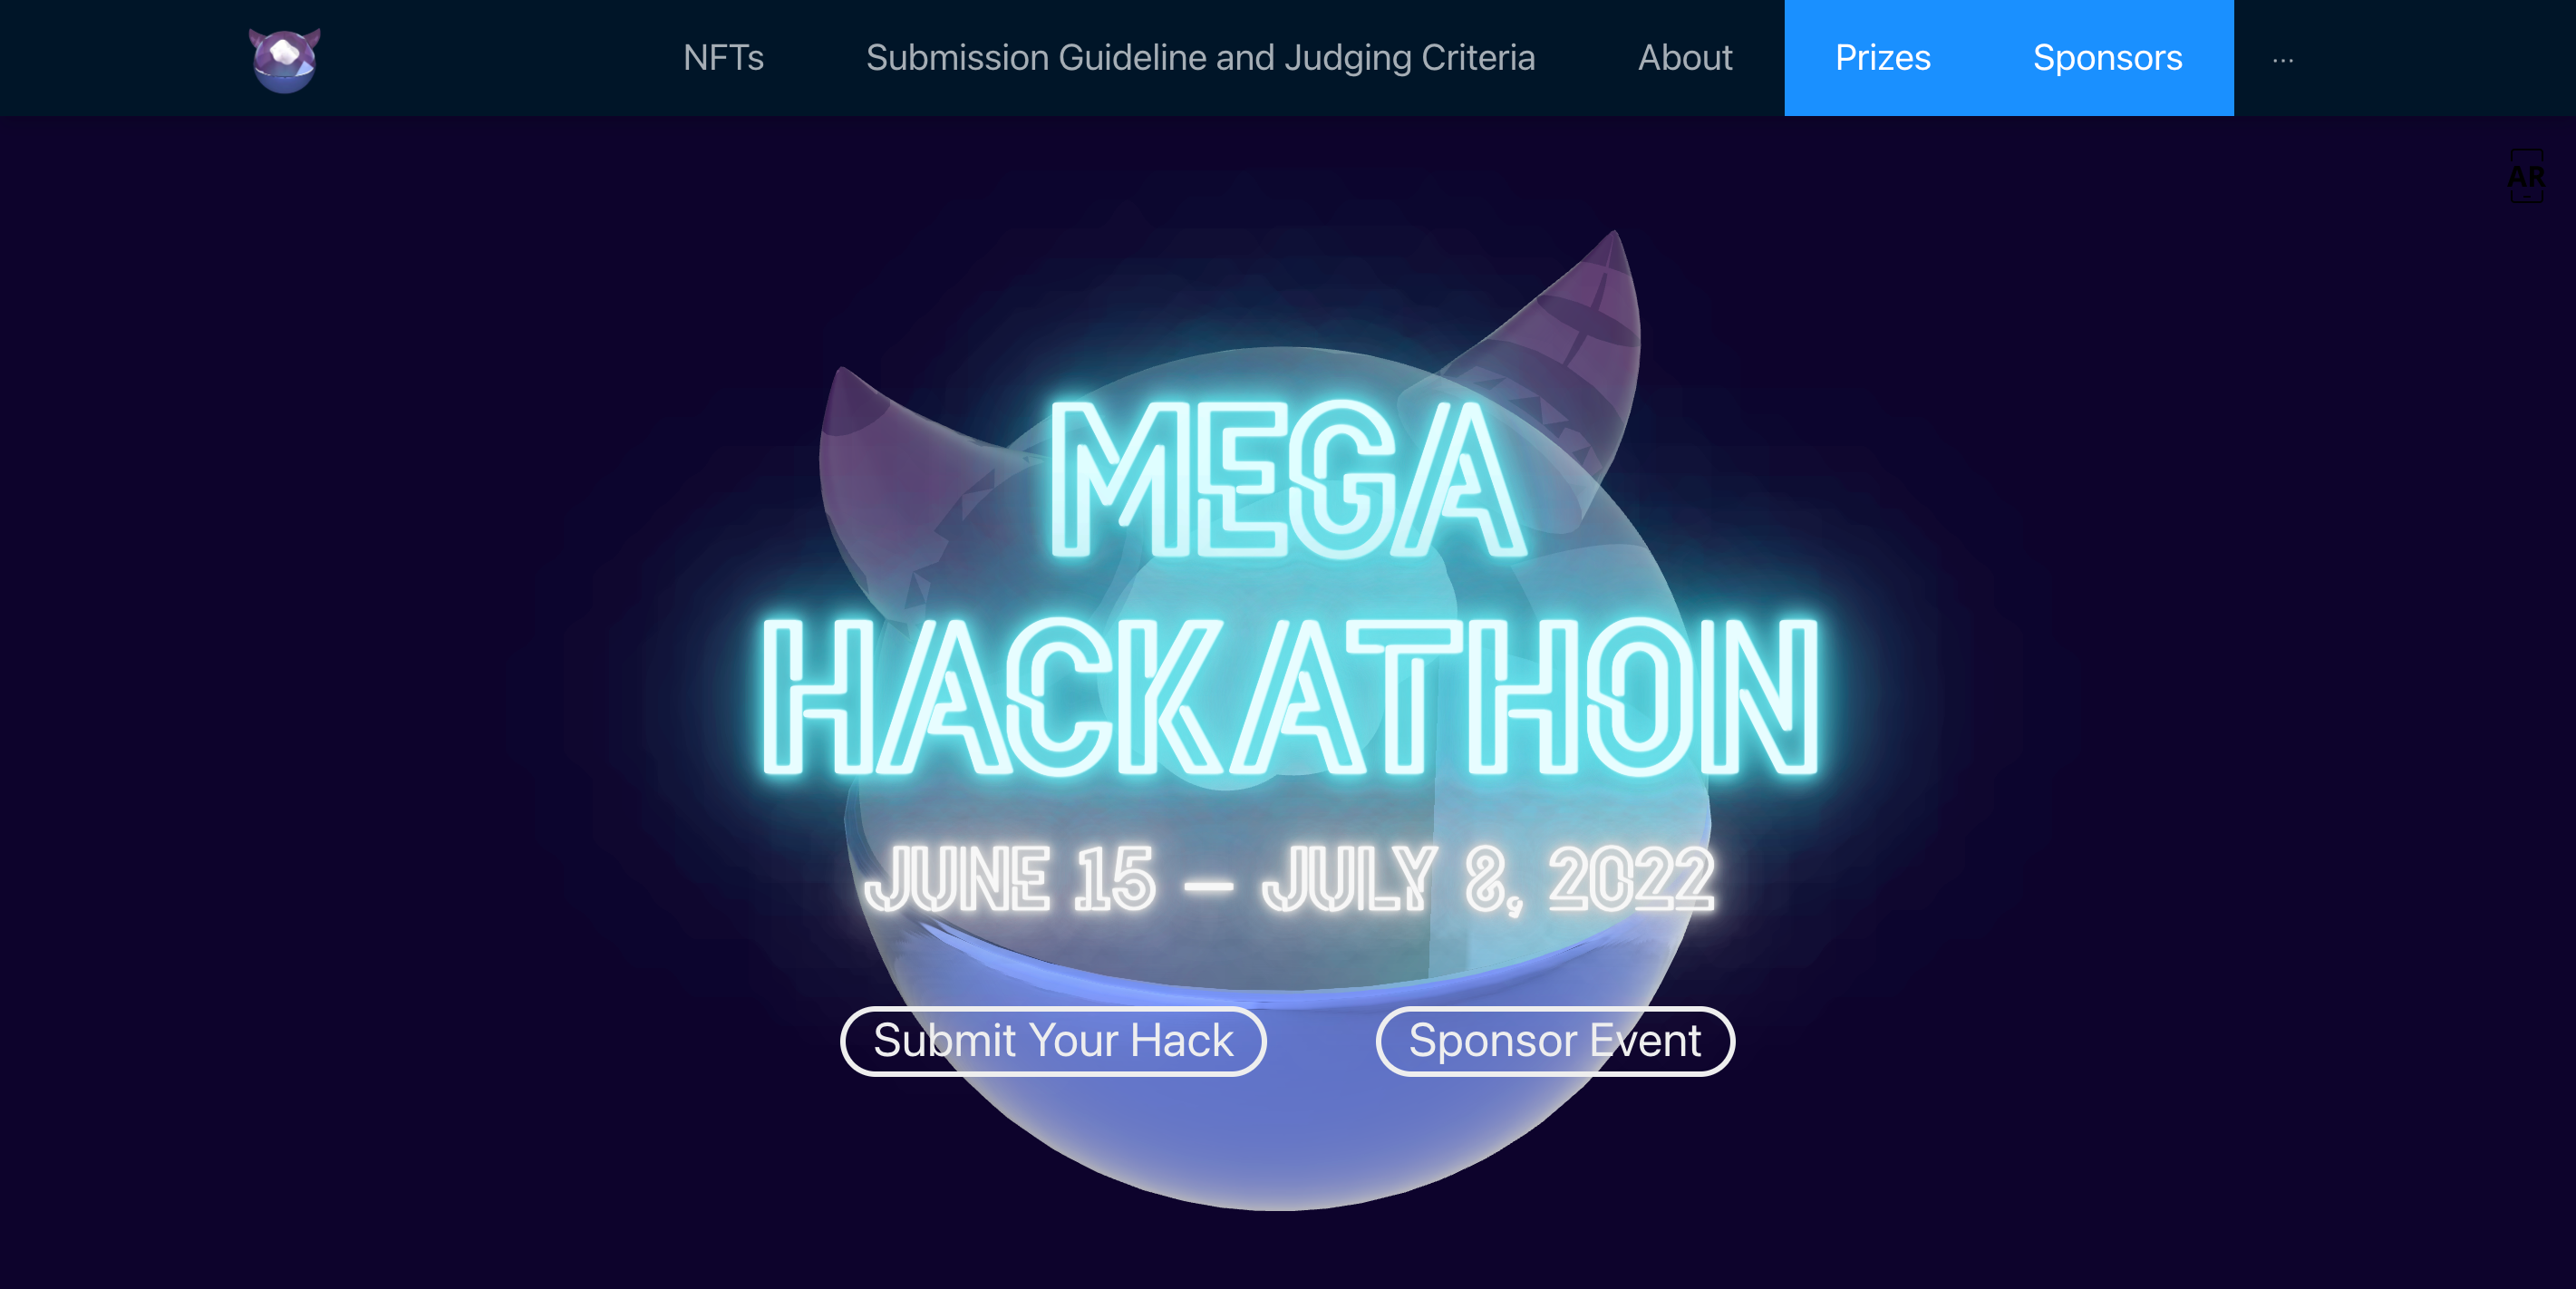 NFTs Submission Guideline and Judging Criteria About Prizes Sponsors ...
AR
MEGA
HACKATHON
JUNE 15 – JULY 8, 2022
Submit Your Hack Sponsor Event